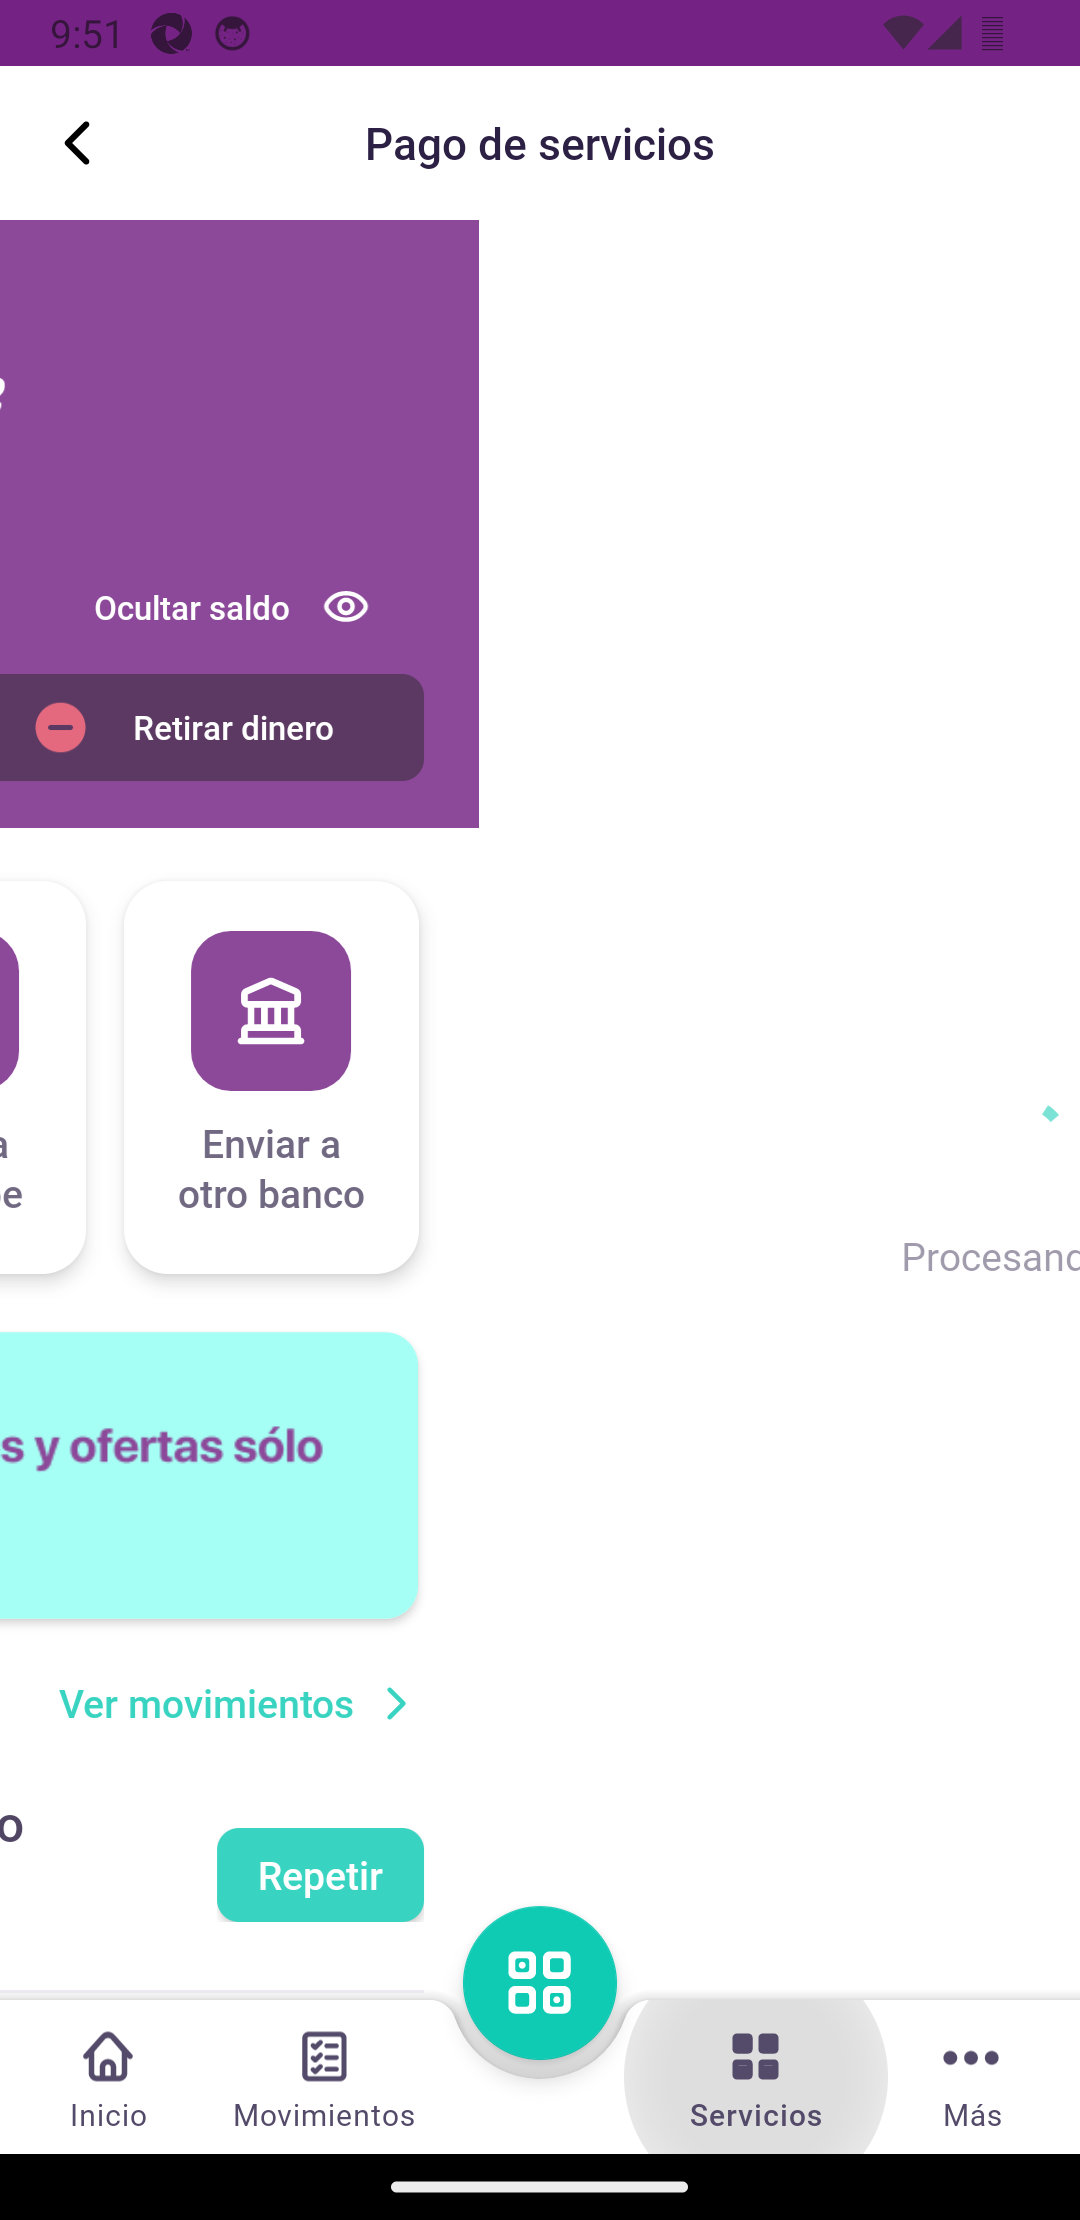 9:51
Pago de servicios
?
Ocultar saldo
Retirar dinero
a
Enviar a
otro banco
Procesand
s y ofertas sólo
Ver movimientos
o
Repetir
Inicio
Movimientos
Servicios
Más